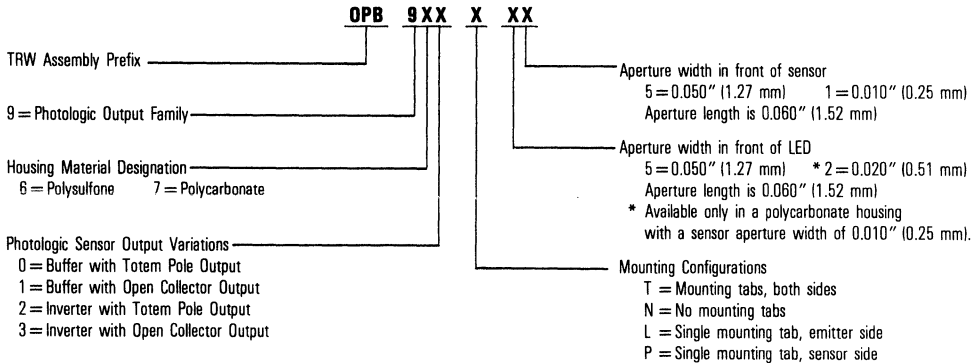 OPB 9XX X XX
TRW Assembly Prefix
9 = Photologic Output Family
Housing Material Designation
6 = Polysulfone 7 = Polycarbonate
Photologic Sensor Output Variations
0 = Buffer with Totem Pole Output
1 = Buffer with Open Collector Output
2 = Inverter with Totem Pole Output
3 = Inverter with Open Collector Output
Aperture width in front of sensor
5 = 0.050″ (1.27 mm) 1 = 0.010″ (0.25 mm)
Aperture length is 0.060″ (1.52 mm)
Aperture width in front of LED
5 = 0.050″ (1.27 mm) * 2 = 0.020″ (0.51 mm)
Aperture length is 0.060″ (1.52 mm)
* Available only in a polycarbonate housing
with a sensor aperture width of 0.010″ (0.25 mm).
Mounting Configurations
T = Mounting tabs, both sides
N = No mounting tabs
L = Single mounting tab, emitter side
P = Single mounting tab, sensor side